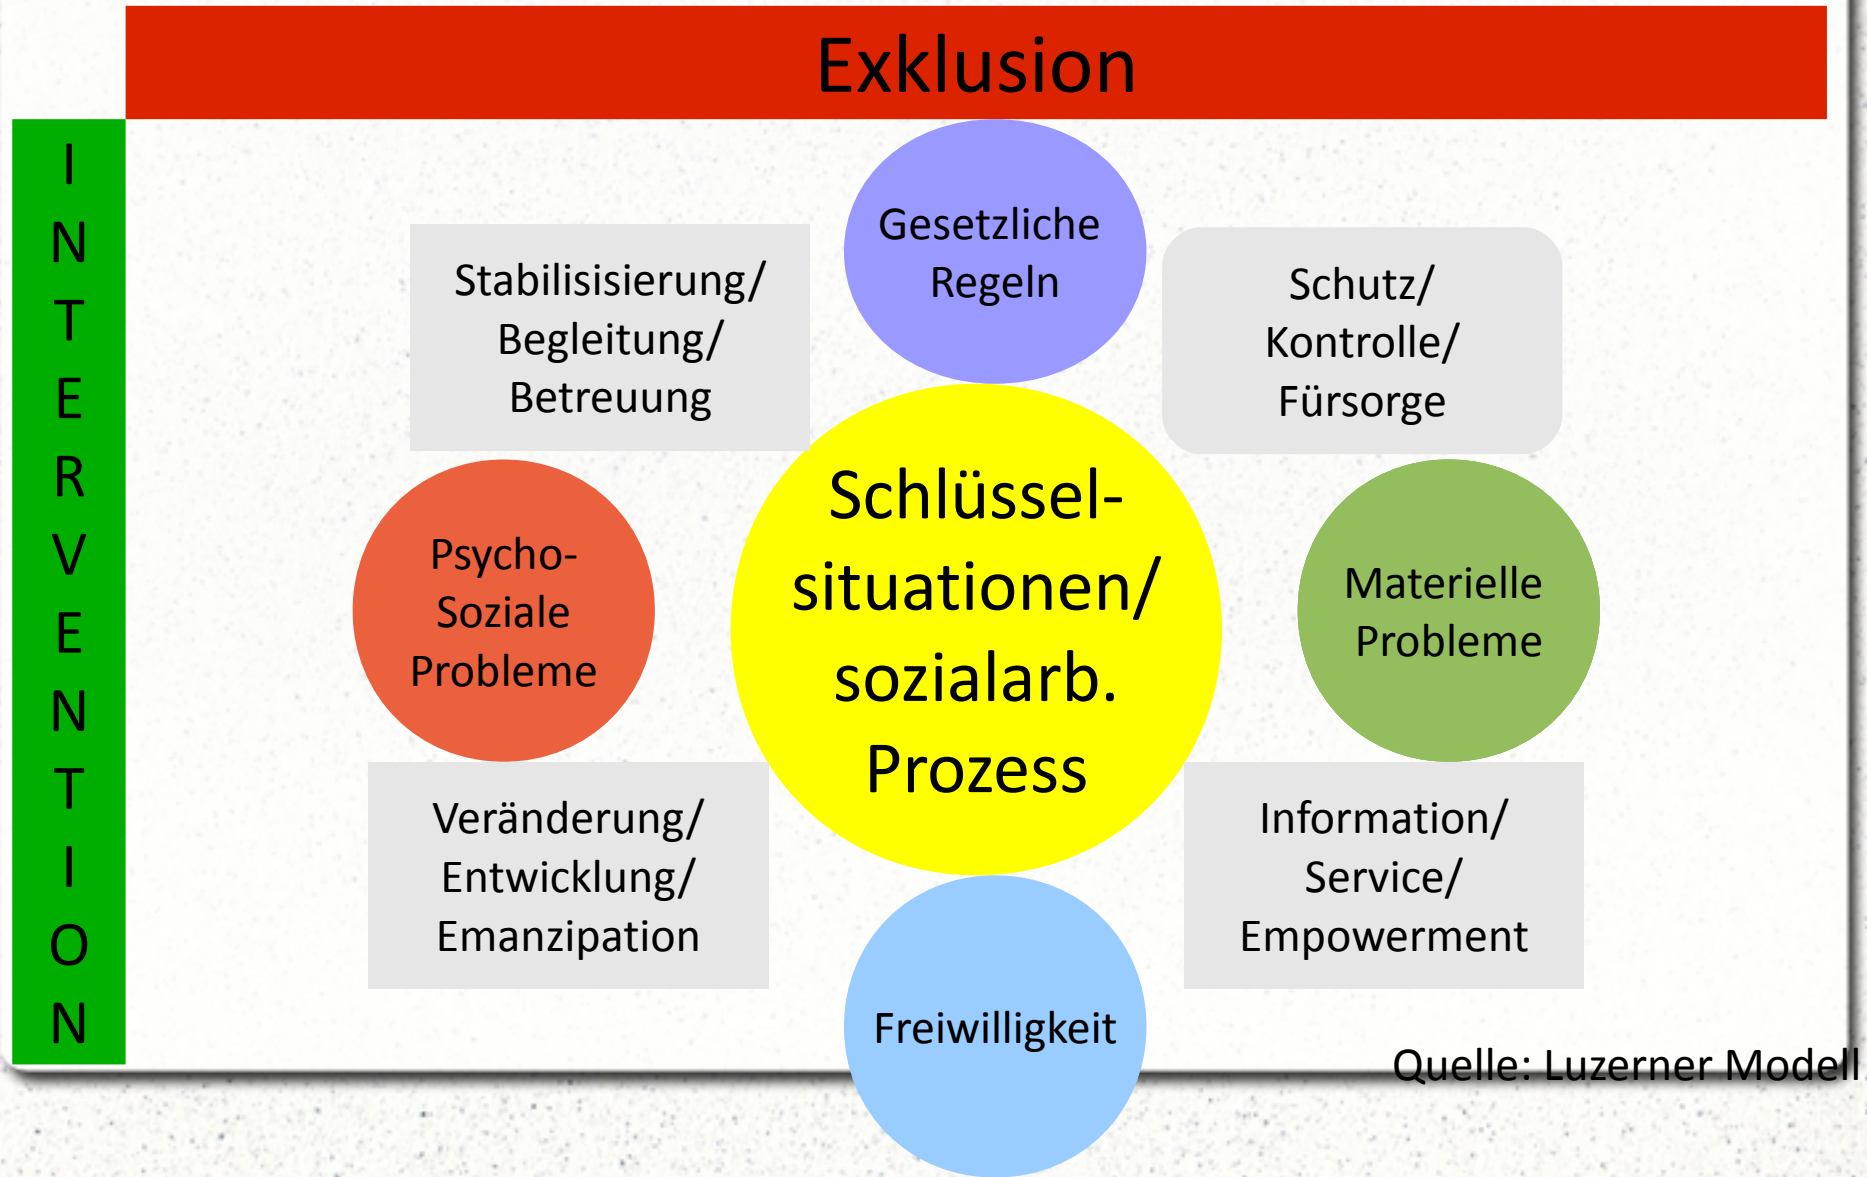 Exklusion
INTERVENTION
Gesetzliche
Regeln
Stabilisisierung/
Begleitung/
Betreuung
Schutz/
Kontrolle/
Fürsorge
Schlüssel-
situationen/
sozialarb.
Prozess
Psycho-
Soziale
Probleme
Materielle
Probleme
Veränderung/
Entwicklung/
Emanzipation
Information/
Service/
Empowerment
Freiwilligkeit
Quelle: Luzerner Modell